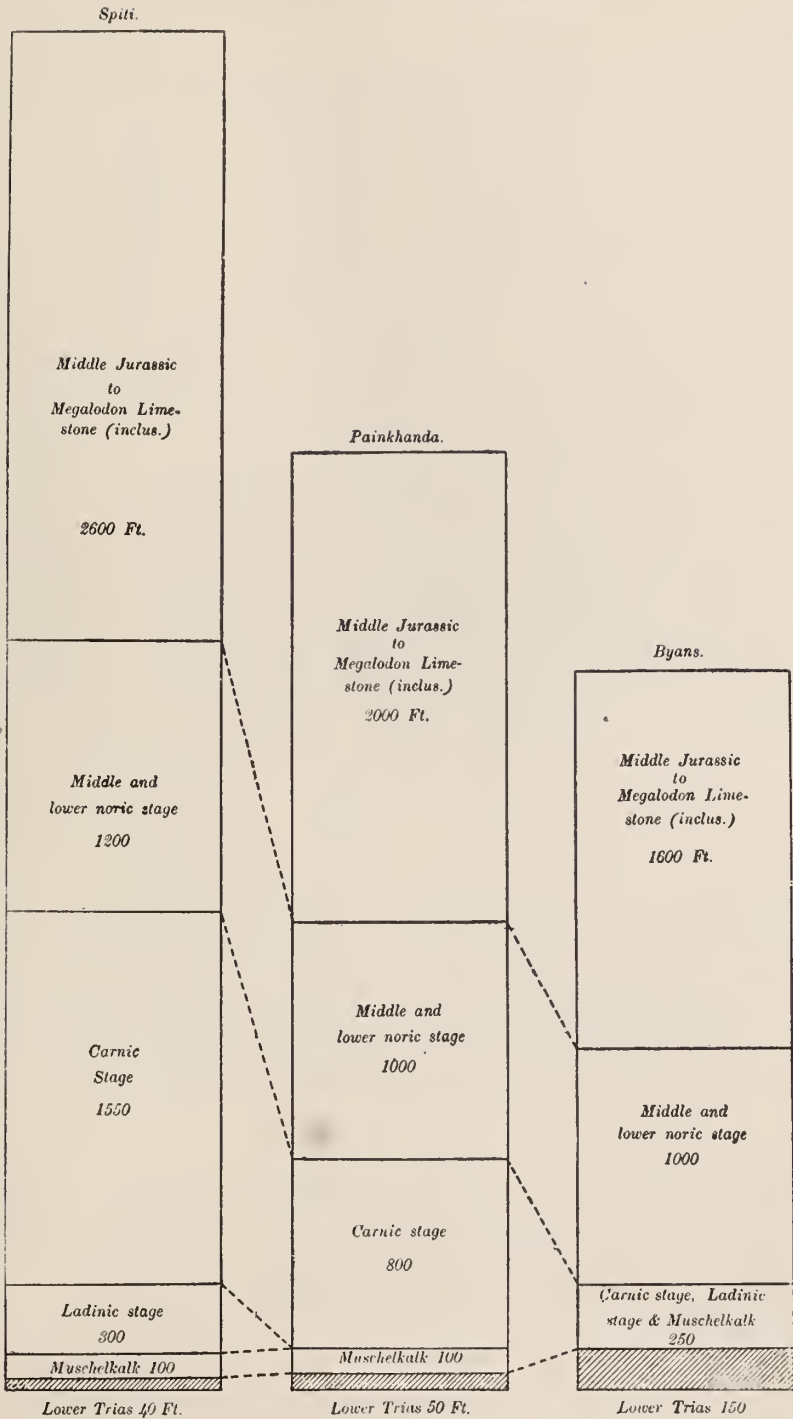 Spiti.
Middle Jurassic
to
Megalodon Lime-
stone (inclus.)
2600 Ft.
Middle and
lower noric stage
1200
Carnic
Stage
1550
Ladinic stage
300
Muschelkalk 100
Lower Trias 40 Ft.
Painkhanda.
Middle Jurassic
to
Megalodon Lime-
stone (inclus.)
2000 Ft.
Middle and
lower noric stage
1000
Carnic stage
800
Muschelkalk 100
Lower Trias 50 Ft.
Byans.
Middle Jurassic
to
Megalodon Lime-
stone (inclus.)
1600 Ft.
Middle and
lower noric stage
1000
Carnic stage, Ladinic
stage & Muschelkalk
250
Lower Trias 150